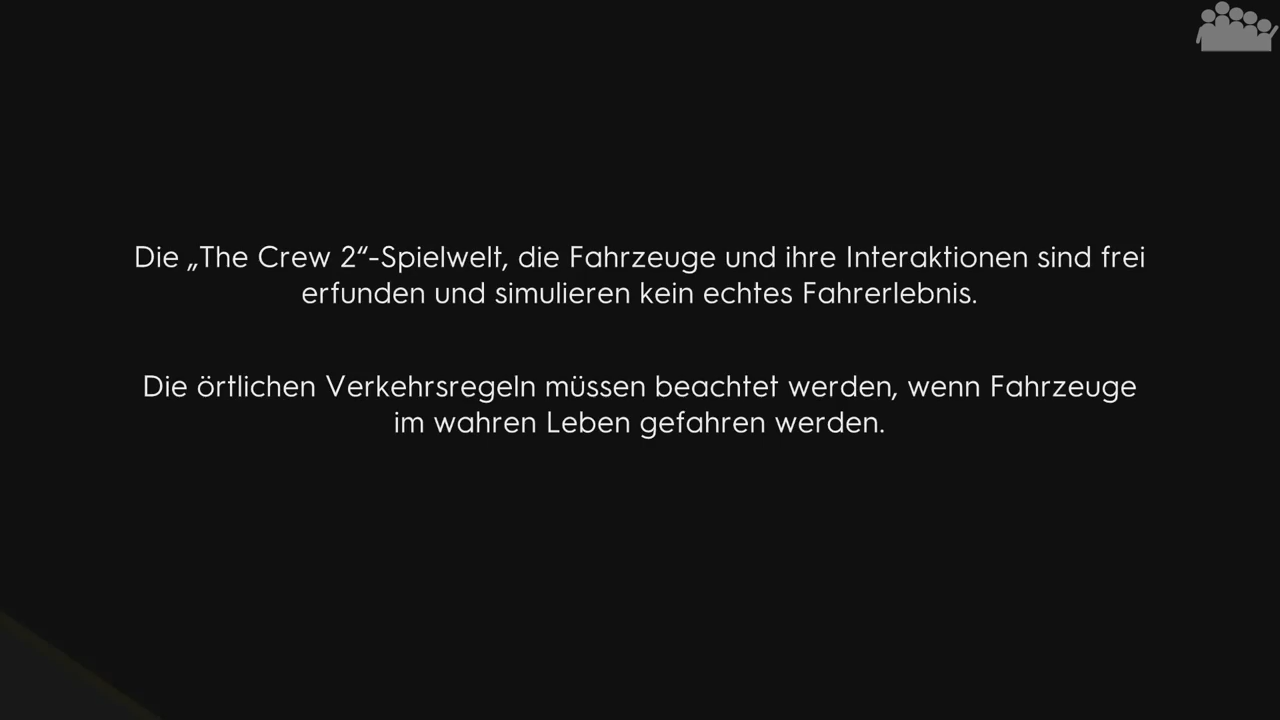 Die „The Crew 2“-Spielwelt, die Fahrzeuge und ihre Interaktionen sind frei
erfunden und simulieren kein echtes Fahrerlebnis.
Die örtlichen Verkehrsregeln müssen beachtet werden, wenn Fahrzeuge
im wahren Leben gefahren werden.